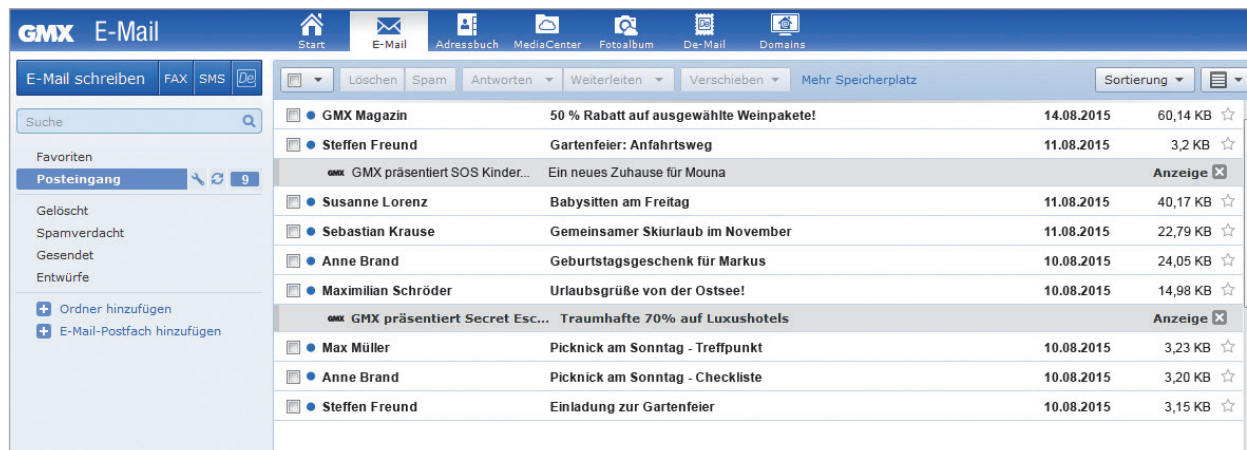 GMX E-Mail
Start E-Mail Adressbuch MediaCenter Fotoalbum De-Mail Domains
E-Mail schreiben FAX SMS De
Löschen Spam Antworten Weiterleiten Verschieben Mehr Speicherplatz Sortierung
Suche
Favoriten
Posteingang 9
Gelöscht
Spamverdacht
Gesendet
Entwürfe
Ordner hinzufügen
E-Mail-Postfach hinzufügen
GMX Magazin 50 % Rabatt auf ausgewählte Weinpakete! 14.08.2015 60,14 KB
Steffen Freund Gartenfeier: Anfahrtsweg 11.08.2015 3,2 KB
GMX GMX präsentiert SOS Kinder... Ein neues Zuhause für Mouna Anzeige
Susanne Lorenz Babysitten am Freitag 11.08.2015 40,17 KB
Sebastian Krause Gemeinsamer Skiurlaub im November 11.08.2015 22,79 KB
Anne Brand Geburtstagsgeschenk für Markus 10.08.2015 24,05 KB
Maximilian Schröder Urlaubsgrüße von der Ostsee! 10.08.2015 14,98 KB
GMX GMX präsentiert Secret Esc... Traumhafte 70% auf Luxushotels Anzeige
Max Müller Picknick am Sonntag - Treffpunkt 10.08.2015 3,23 KB
Anne Brand Picknick am Sonntag - Checkliste 10.08.2015 3,20 KB
Steffen Freund Einladung zur Gartenfeier 10.08.2015 3,15 KB